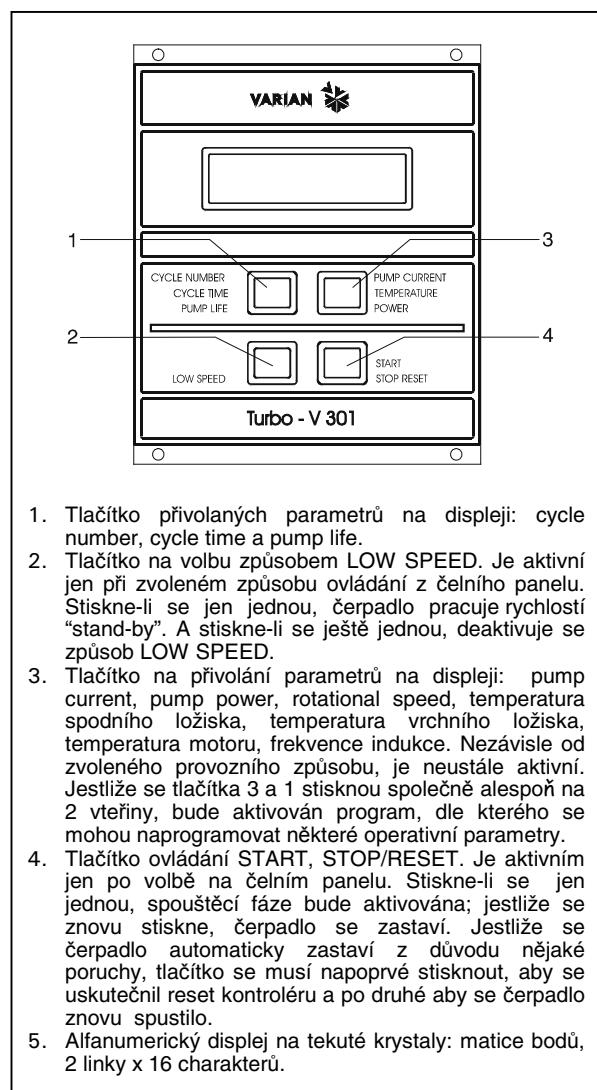 VARIAN
1
3
CYCLE NUMBER
CYCLE TIME
PUMP LIFE
PUMP CURRENT
TEMPERATURE
POWER
2
4
LOW SPEED
START
STOP RESET
Turbo - V 301
1. Tlačítko přivolaných parametrů na displeji: cycle
number, cycle time a pump life.
2. Tlačítko na volbu způsobem LOW SPEED. Je aktivní
jen při zvoleném způsobu ovládání z čelního panelu.
Stiskne-li se jen jednou, čerpadlo pracuje rychlostí
“stand-by”. A stiskne-li se ještě jednou, deaktivuje se
způsob LOW SPEED.
3. Tlačítko na přivolání parametrů na displeji: pump
current, pump power, rotational speed, temperatura
spodního ložiska, temperatura vrchního ložiska,
temperatura motoru, frekvence indukce. Nezávisle od
zvoleného provozního způsobu, je neustále aktivní.
Jestliže se tlačítka 3 a 1 stisknou společně alespoň na
2 vteřiny, bude aktivován program, dle kterého se
mohou naprogramovat některé operativní parametry.
4. Tlačítko ovládání START, STOP/RESET. Je aktivním
jen po volbě na čelním panelu. Stiskne-li se jen
jednou, spouštěcí fáze bude aktivována; jestliže se
znovu stiskne, čerpadlo se zastaví. Jestliže se
čerpadlo automaticky zastaví z důvodu nějaké
poruchy, tlačítko se musí napoprvé stisknout, aby se
uskutečnil reset kontroléru a po druhé aby se čerpadlo
znovu spustilo.
5. Alfanumerický displej na tekuté krystaly: matice bodů,
2 linky x 16 charakterů.